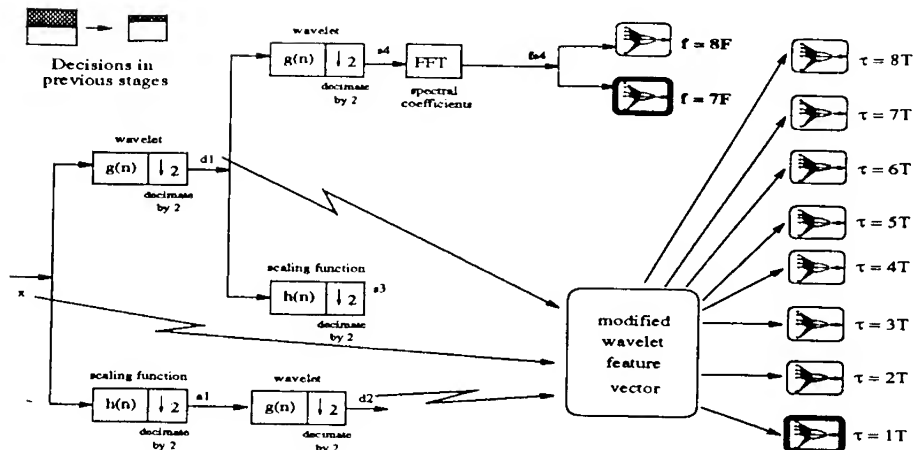 Decisions in
previous stages
wavelet
g(n) ↓ 2
decimate
by 2
s4
FFT
spectral
coefficients
fs4
f = 8F
f = 7F
wavelet
g(n) ↓ 2
decimate
by 2
d1
scaling function
h(n) ↓ 2
decimate
by 2
s3
x
scaling function
h(n) ↓ 2
decimate
by 2
a1
wavelet
g(n) ↓ 2
decimate
by 2
d2
modified
wavelet
feature
vector
τ = 8T
τ = 7T
τ = 6T
τ = 5T
τ = 4T
τ = 3T
τ = 2T
τ = 1T